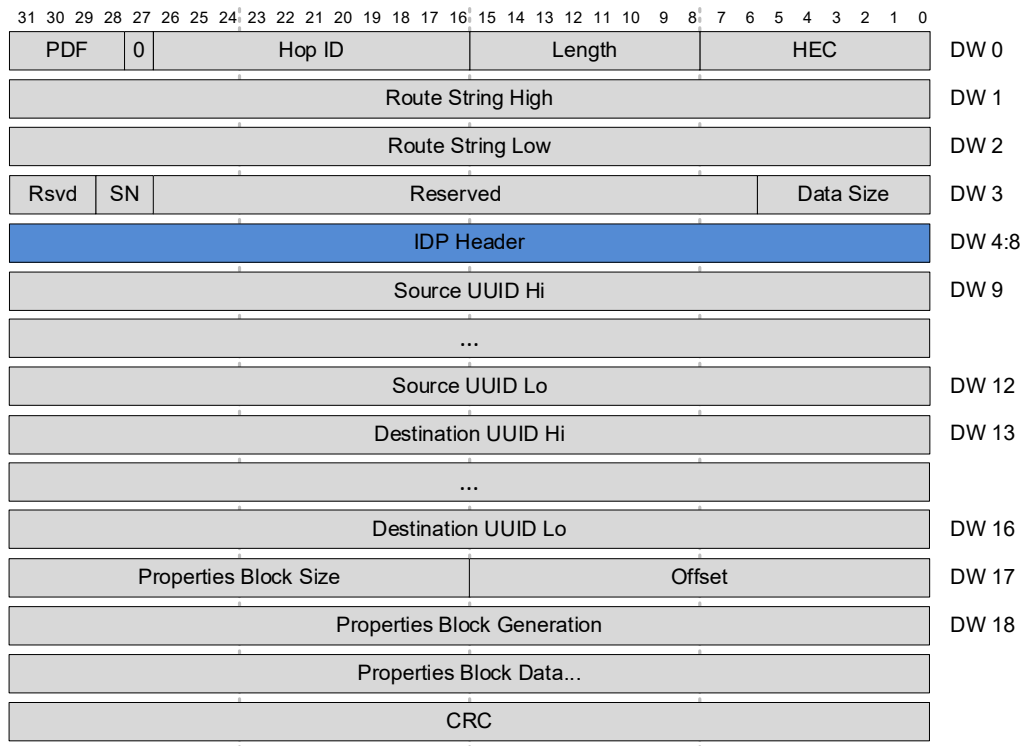 31 30 29 28 27 26 25 24 23 22 21 20 19 18 17 16 15 14 13 12 11 10 9 8 7 6 5 4 3 2 1 0
PDF 0 Hop ID Length HEC DW 0
Route String High DW 1
Route String Low DW 2
Rsvd SN Reserved Data Size DW 3
IDP Header DW 4:8
Source UUID Hi DW 9
...
Source UUID Lo DW 12
Destination UUID Hi DW 13
...
Destination UUID Lo DW 16
Properties Block Size Offset DW 17
Properties Block Generation DW 18
Properties Block Data...
CRC